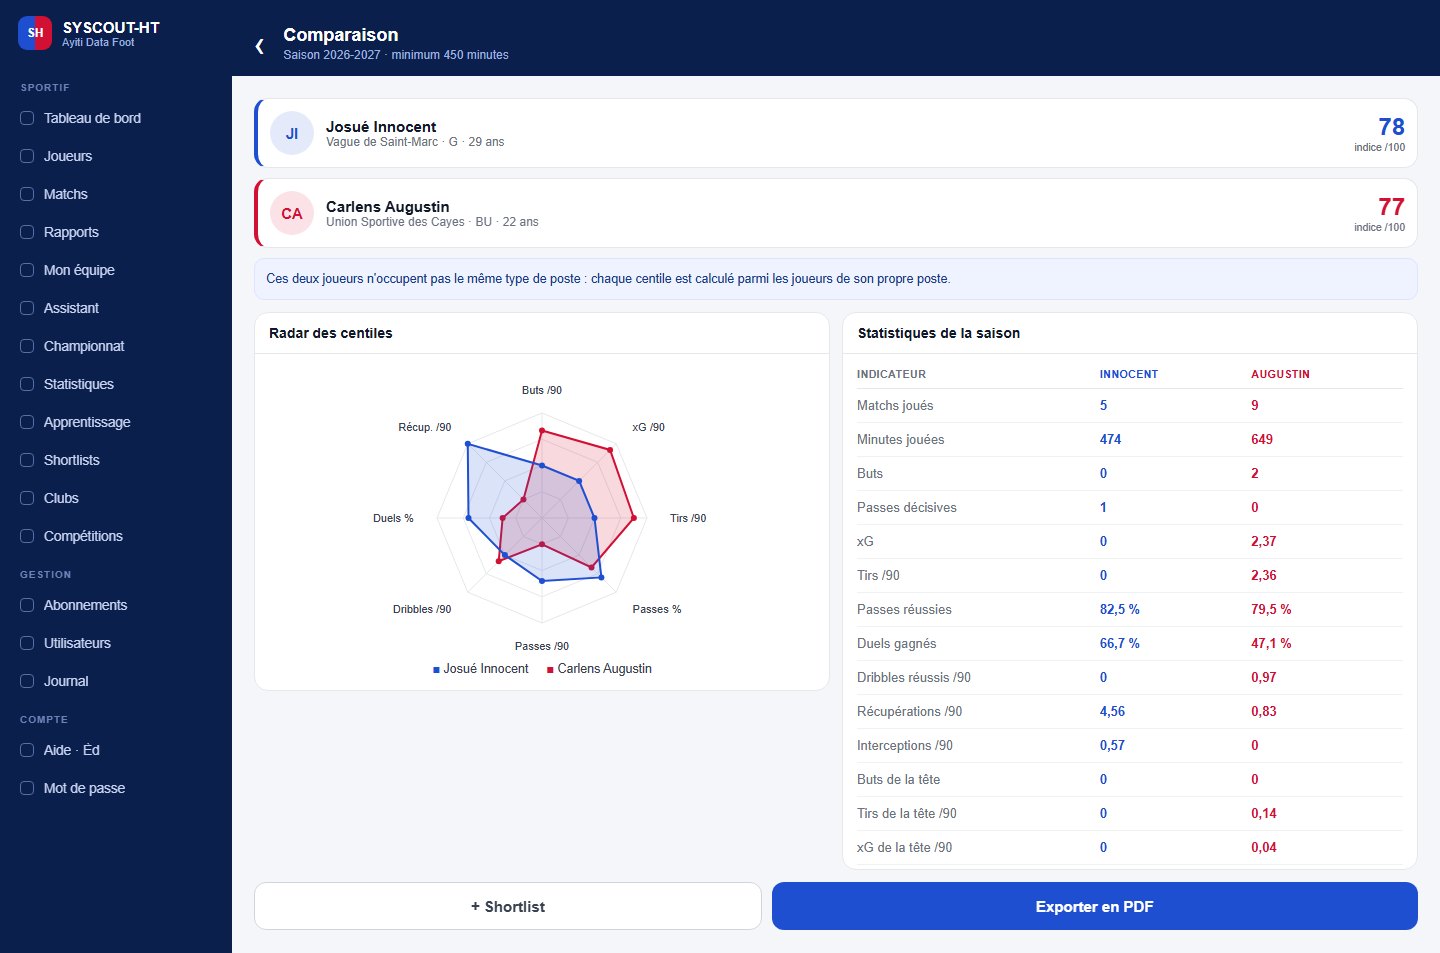 SH
SYSCOUT-HT
Ayiti Data Foot
SPORTIF
Tableau de bord
Joueurs
Matchs
Rapports
Mon équipe
Assistant
Championnat
Statistiques
Apprentissage
Shortlists
Clubs
Compétitions
GESTION
Abonnements
Utilisateurs
Journal
COMPTE
Aide · Éd
Mot de passe
Comparaison
Saison 2026-2027 · minimum 450 minutes
JI
Josué Innocent
Vague de Saint-Marc · G · 29 ans
78
indice /100
CA
Carlens Augustin
Union Sportive des Cayes · BU · 22 ans
77
indice /100
Ces deux joueurs n'occupent pas le même type de poste : chaque centile est calculé parmi les joueurs de son propre poste.
Radar des centiles
Buts /90
Récup. /90
xG /90
Duels %
Tirs /90
Dribbles /90
Passes %
Passes /90
Josué Innocent
Carlens Augustin
Statistiques de la saison
INDICATEUR INNOCENT AUGUSTIN
Matchs joués 5 9
Minutes jouées 474 649
Buts 0 2
Passes décisives 1 0
xG 0 2,37
Tirs /90 0 2,36
Passes réussies 82,5 % 79,5 %
Duels gagnés 66,7 % 47,1 %
Dribbles réussis /90 0 0,97
Récupérations /90 4,56 0,83
Interceptions /90 0,57 0
Buts de la tête 0 0
Tirs de la tête /90 0 0,14
xG de la tête /90 0 0,04
+ Shortlist
Exporter en PDF